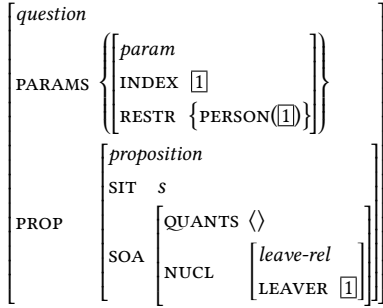 question
PARAMS
param
INDEX 1
RESTR {PERSON(1)}
PROP
proposition
SIT s
SOA
QUANTS ⟨⟩
NUCL
leave-rel
LEAVER 1